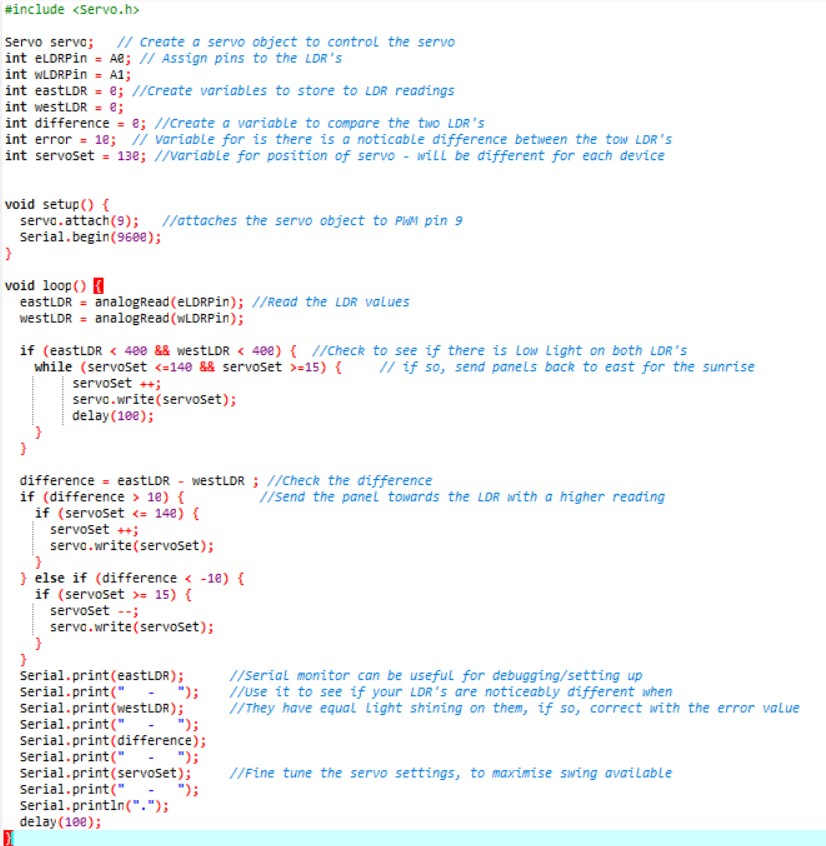 #include <Servo.h>

Servo servo;   // Create a servo object to control the servo
int eLDRPin = A0; // Assign pins to the LDR's
int wLDRPin = A1;
int eastLDR = 0; //Create variables to store to LDR readings
int westLDR = 0;
int difference = 0; //Create a variable to compare the two LDR's
int error = 10;  // Variable for is there is a noticable difference between the tow LDR's
int servoSet = 130; //Variable for position of servo - will be different for each device

void setup() {
  servo.attach(9);   //attaches the servo object to PWM pin 9
  Serial.begin(9600);
}

void loop() {
  eastLDR = analogRead(eLDRPin); //Read the LDR values
  westLDR = analogRead(wLDRPin);

  if (eastLDR < 400 && westLDR < 400) {  //Check to see if there is low light on both LDR's
    while (servoSet <=140 && servoSet >=15) {     // if so, send panels back to east for the sunrise
         servoSet ++;
         servo.write(servoSet);
         delay(100);
    }
  }

  difference = eastLDR - westLDR ; //Check the difference
  if (difference > 10) {          //Send the panel towards the LDR with a higher reading
    if (servoSet <= 140) {
      servoSet ++;
      servo.write(servoSet);
    }
  } else if (difference < -10) {
    if (servoSet >= 15) {
      servoSet --;
      servo.write(servoSet);
    }
  }
  Serial.print(eastLDR);      //Serial monitor can be useful for debugging/setting up
  Serial.print("   -   ");    //Use it to see if your LDR's are noticeably different when
  Serial.print(westLDR);      //They have equal light shining on them, if so, correct with the error value
  Serial.print("   -   ");
  Serial.print(difference);
  Serial.print("   -   ");
  Serial.print(servoSet);     //Fine tune the servo settings, to maximise swing available
  Serial.print("   -   ");
  Serial.println(".");
  delay(100);
}